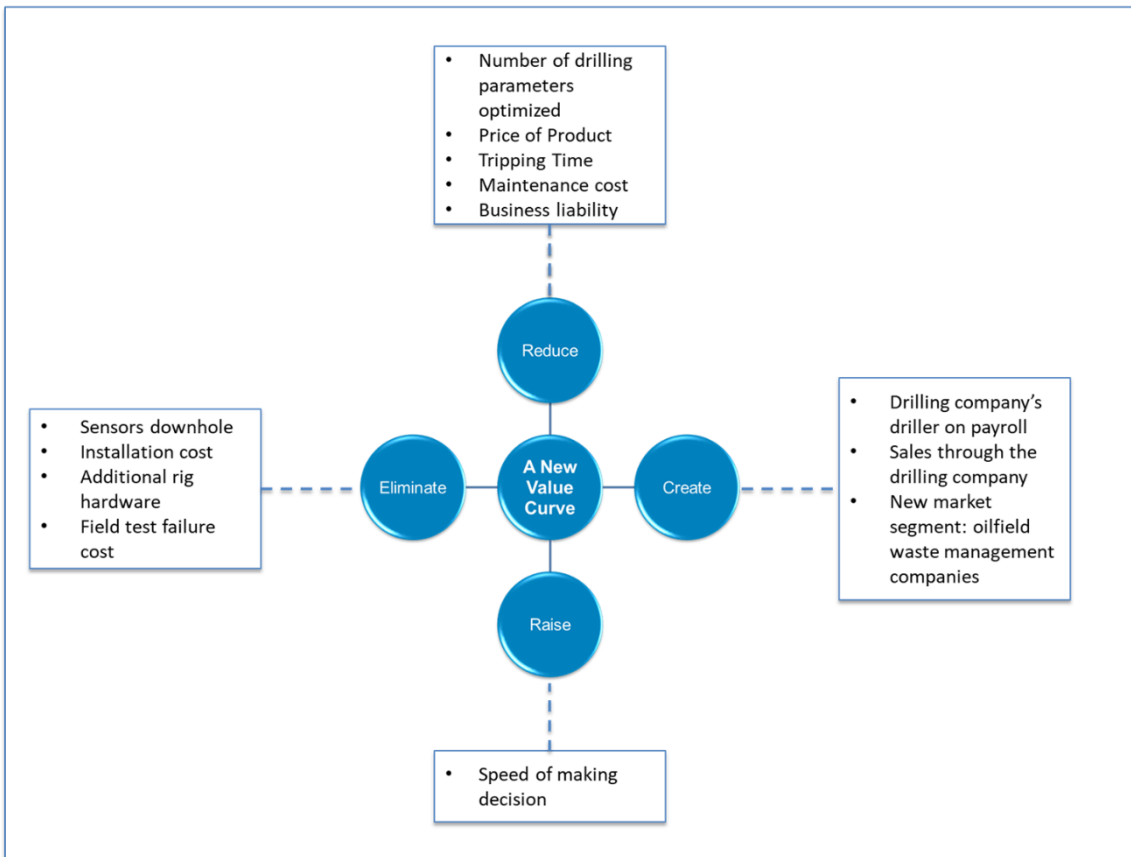 • Number of drilling
parameters
optimized
• Price of Product
• Tripping Time
• Maintenance cost
• Business liability
Reduce
• Sensors downhole
• Installation cost
• Additional rig
hardware
• Field test failure
cost
Eliminate
A New
Value
Curve
Create
• Drilling company’s
driller on payroll
• Sales through the
drilling company
• New market
segment: oilfield
waste management
companies
Raise
• Speed of making
decision